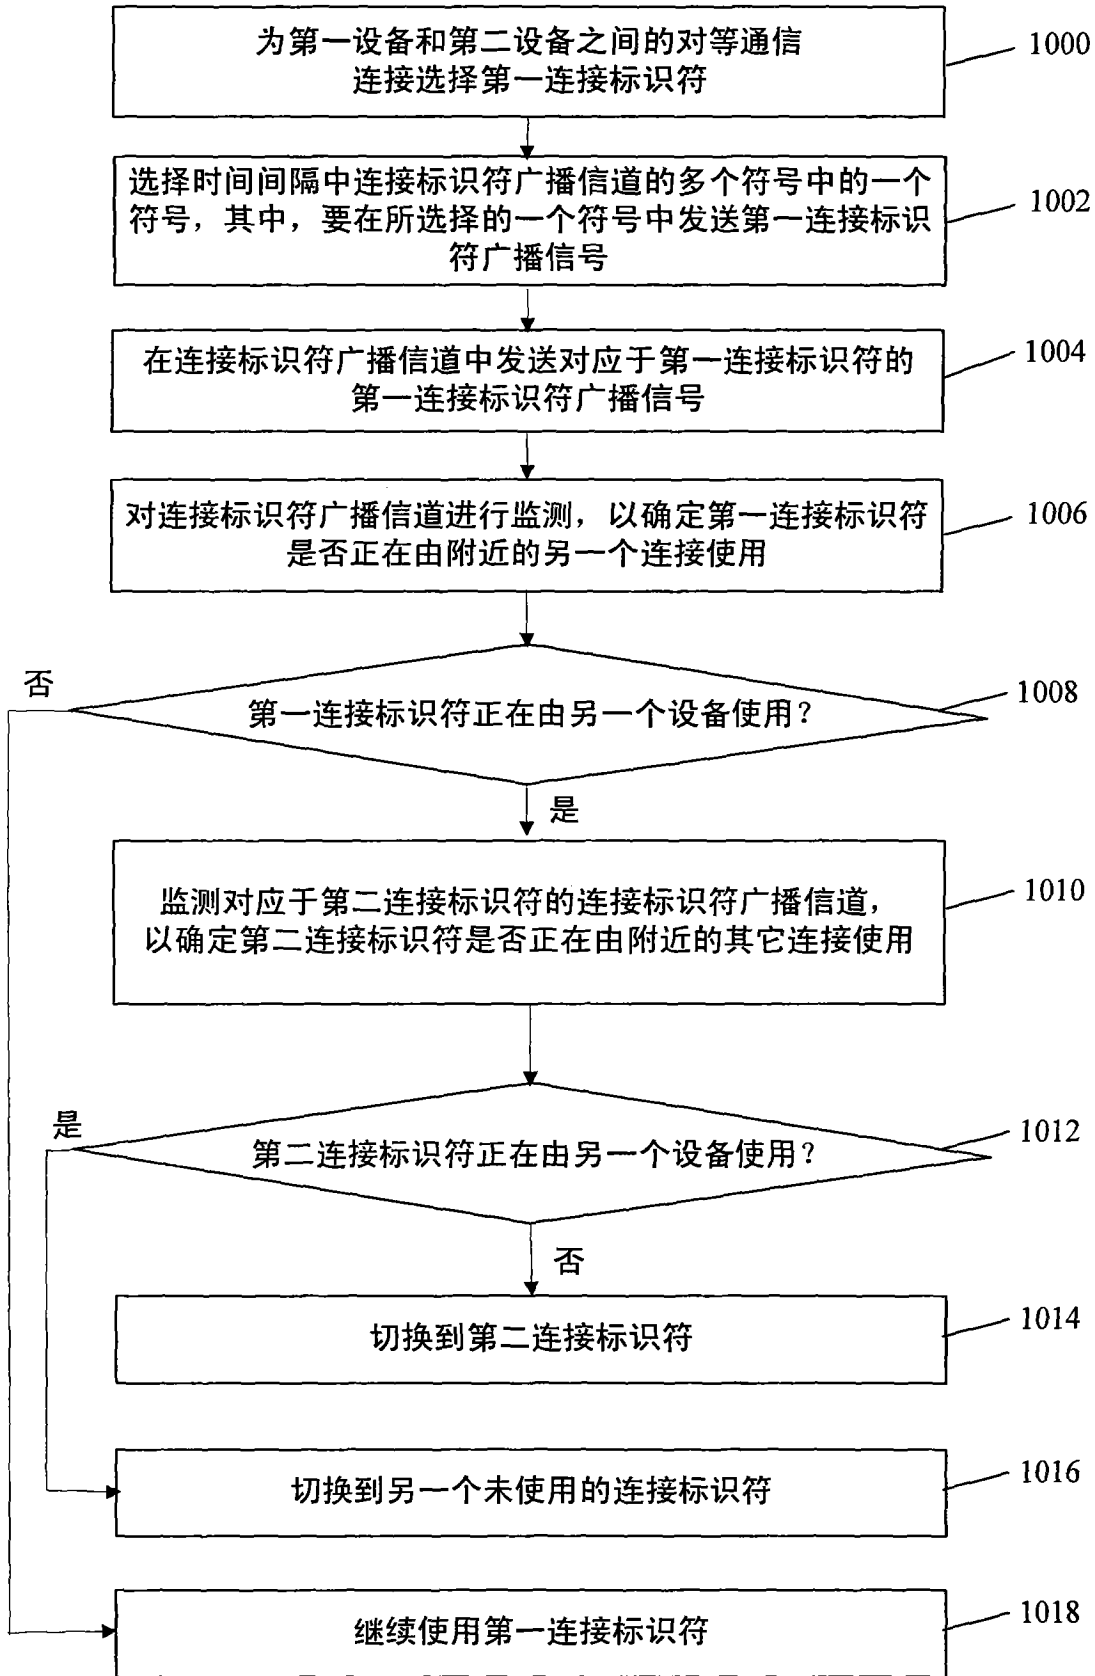 为第一设备和第二设备之间的对等通信
连接选择第一连接标识符
1000
选择时间间隔中连接标识符广播信道的多个符号中的一个
符号，其中，要在所选择的一个符号中发送第一连接标识
符广播信号
1002
在连接标识符广播信道中发送对应于第一连接标识符的
第一连接标识符广播信号
1004
对连接标识符广播信道进行监测，以确定第一连接标识符
是否正在由附近的另一个连接使用
1006
否
第一连接标识符正在由另一个设备使用？
1008
是
监测对应于第二连接标识符的连接标识符广播信道，
以确定第二连接标识符是否正在由附近的其它连接使用
1010
是
第二连接标识符正在由另一个设备使用？
1012
否
切换到第二连接标识符
1014
切换到另一个未使用的连接标识符
1016
继续使用第一连接标识符
1018